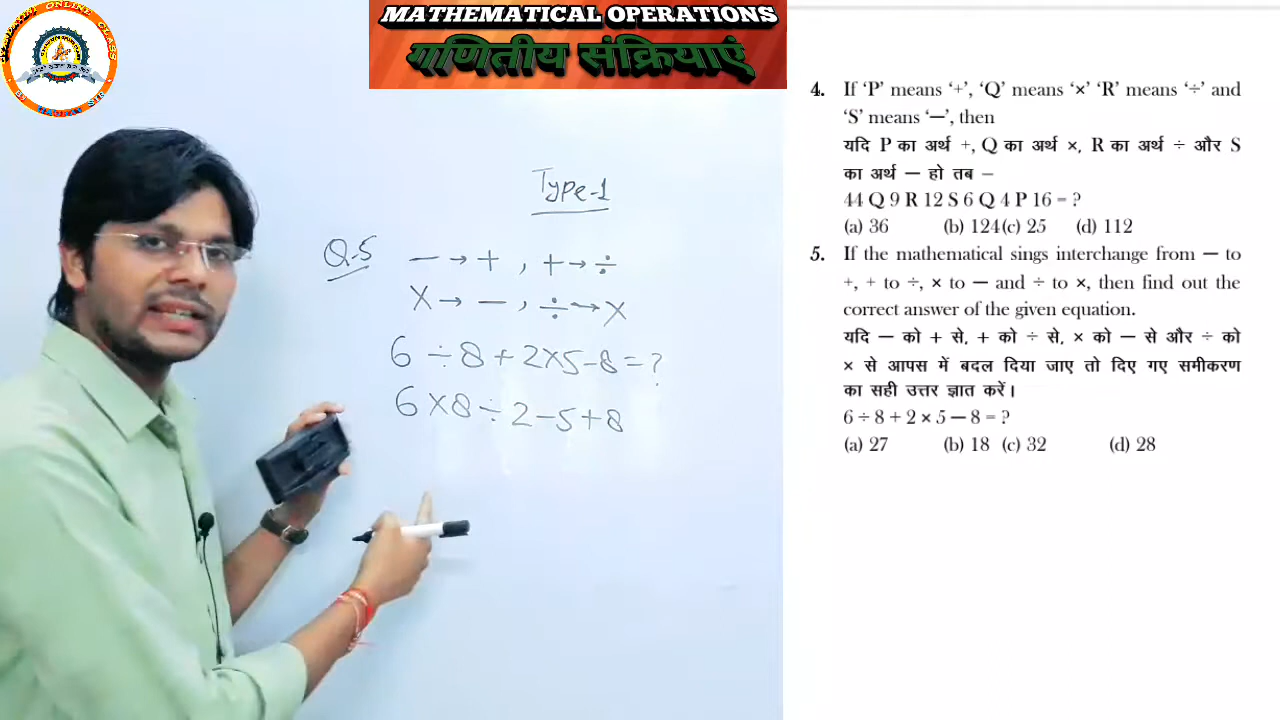 ONLINE CLASS
MATHEMATICAL OPERATIONS
गणितीय संक्रियाएं
Type-1
Q.5 — → + , + → ÷
× → — , ÷ → ×
6 ÷ 8 + 2 × 5 − 8 = ?
6 × 8 ÷ 2 − 5 + 8
4. If ‘P’ means ‘+’, ‘Q’ means ‘×’ ‘R’ means ‘÷’ and
‘S’ means ‘—’, then
यदि P का अर्थ +, Q का अर्थ ×, R का अर्थ ÷ और S
का अर्थ — हो तब –
44 Q 9 R 12 S 6 Q 4 P 16 = ?
(a) 36 (b) 124 (c) 25 (d) 112
5. If the mathematical sings interchange from — to
+, + to ÷, × to — and ÷ to ×, then find out the
correct answer of the given equation.
यदि — को + से, + को ÷ से, × को — से और ÷ को
× से आपस में बदल दिया जाए तो दिए गए समीकरण
का सही उत्तर ज्ञात करें।
6 ÷ 8 + 2 × 5 — 8 = ?
(a) 27 (b) 18 (c) 32 (d) 28